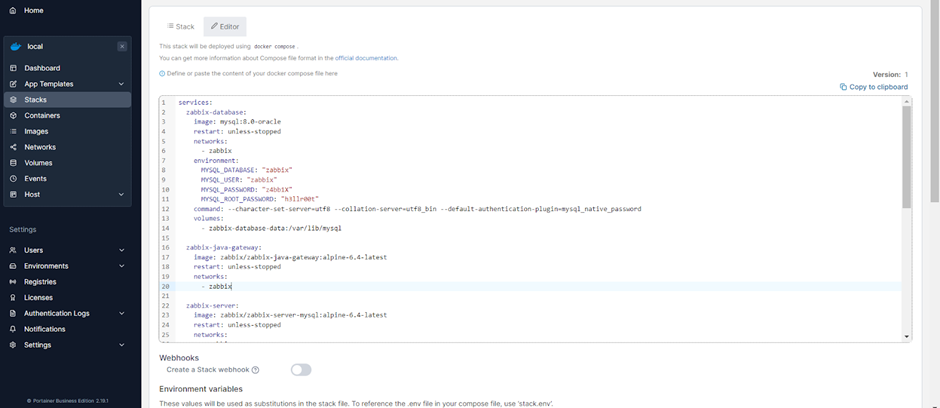 Home
local
Dashboard
App Templates
Stacks
Containers
Images
Networks
Volumes
Events
Host
Settings
Users
Environments
Registries
Licenses
Authentication Logs
Notifications
Settings
© Portainer Business Edition 2.19.1
Stack
Editor
This stack will be deployed using docker compose .
You can get more information about Compose file format in the official documentation.
Define or paste the content of your docker compose file here
Version: 1
Copy to clipboard
1 services:
2 zabbix-database:
3 image: mysql:8.0-oracle
4 restart: unless-stopped
5 networks:
6 - zabbix
7 environment:
8 MYSQL_DATABASE: "zabbix"
9 MYSQL_USER: "zabbix"
10 MYSQL_PASSWORD: "z4bb1X"
11 MYSQL_ROOT_PASSWORD: "h3llr00t"
12 command: --character-set-server=utf8 --collation-server=utf8_bin --default-authentication-plugin=mysql_native_password
13 volumes:
14 - zabbix-database-data:/var/lib/mysql
15
16 zabbix-java-gateway:
17 image: zabbix/zabbix-java-gateway:alpine-6.4-latest
18 restart: unless-stopped
19 networks:
20 - zabbix
21
22 zabbix-server:
23 image: zabbix/zabbix-server-mysql:alpine-6.4-latest
24 restart: unless-stopped
25 networks:
Webhooks
Create a Stack webhook
Environment variables
These values will be used as substitutions in the stack file. To reference the .env file in your compose file, use 'stack.env'.